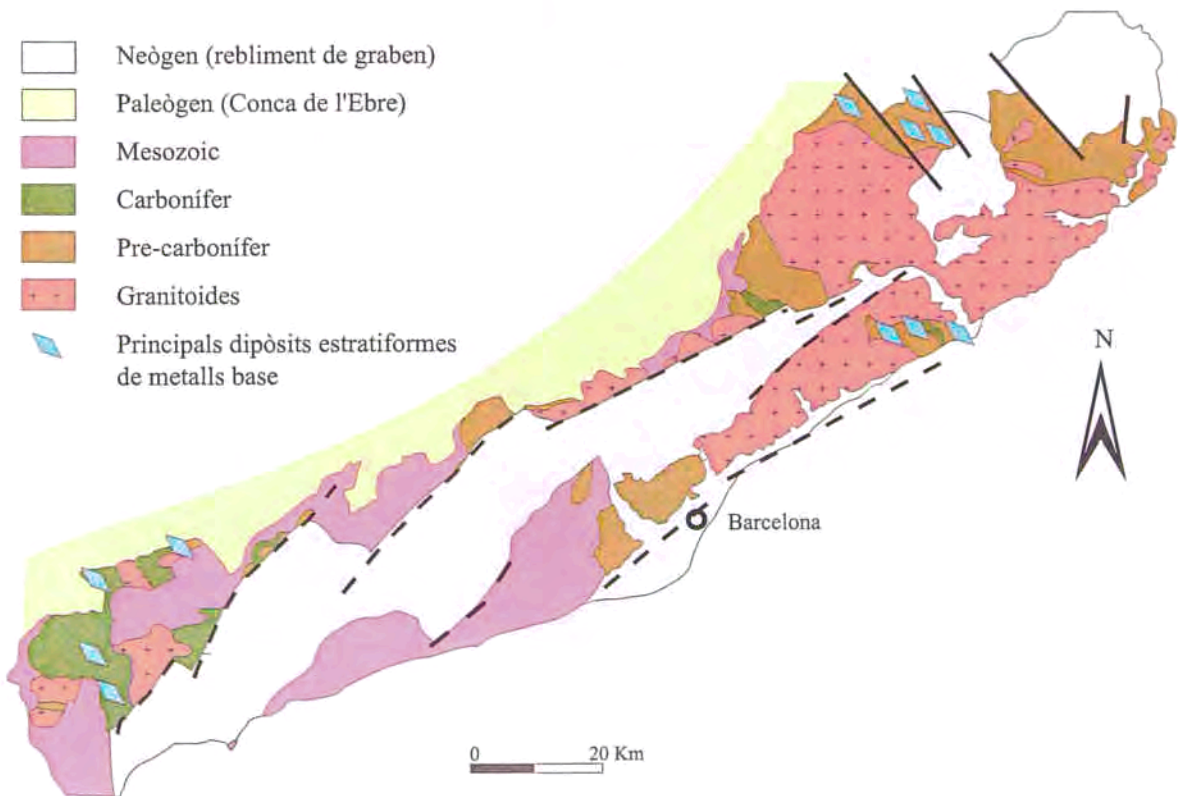 Neògen (rebliment de graben)
Paleògen (Conca de l'Ebre)
Mesozoic
Carbonífer
Pre-carbonífer
Granitoides
Principals dipòsits estratiformes
de metalls base
N
Barcelona
0 20 Km